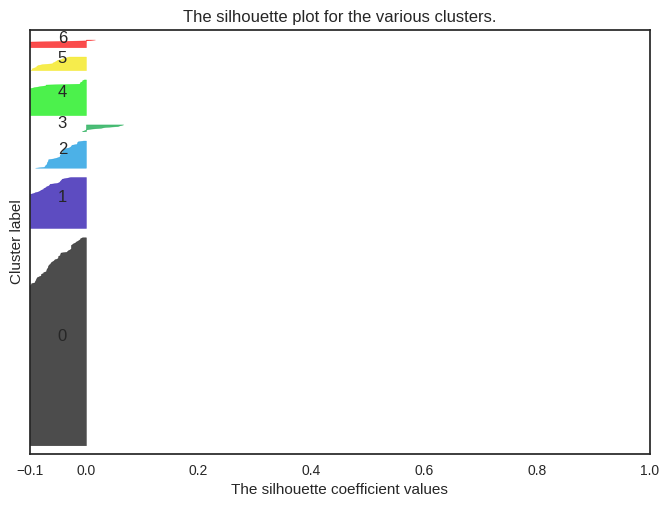 The silhouette plot for the various clusters.
6
5
4
3
2
1
0
Cluster label
−0.1 0.0 0.2 0.4 0.6 0.8 1.0
The silhouette coefficient values